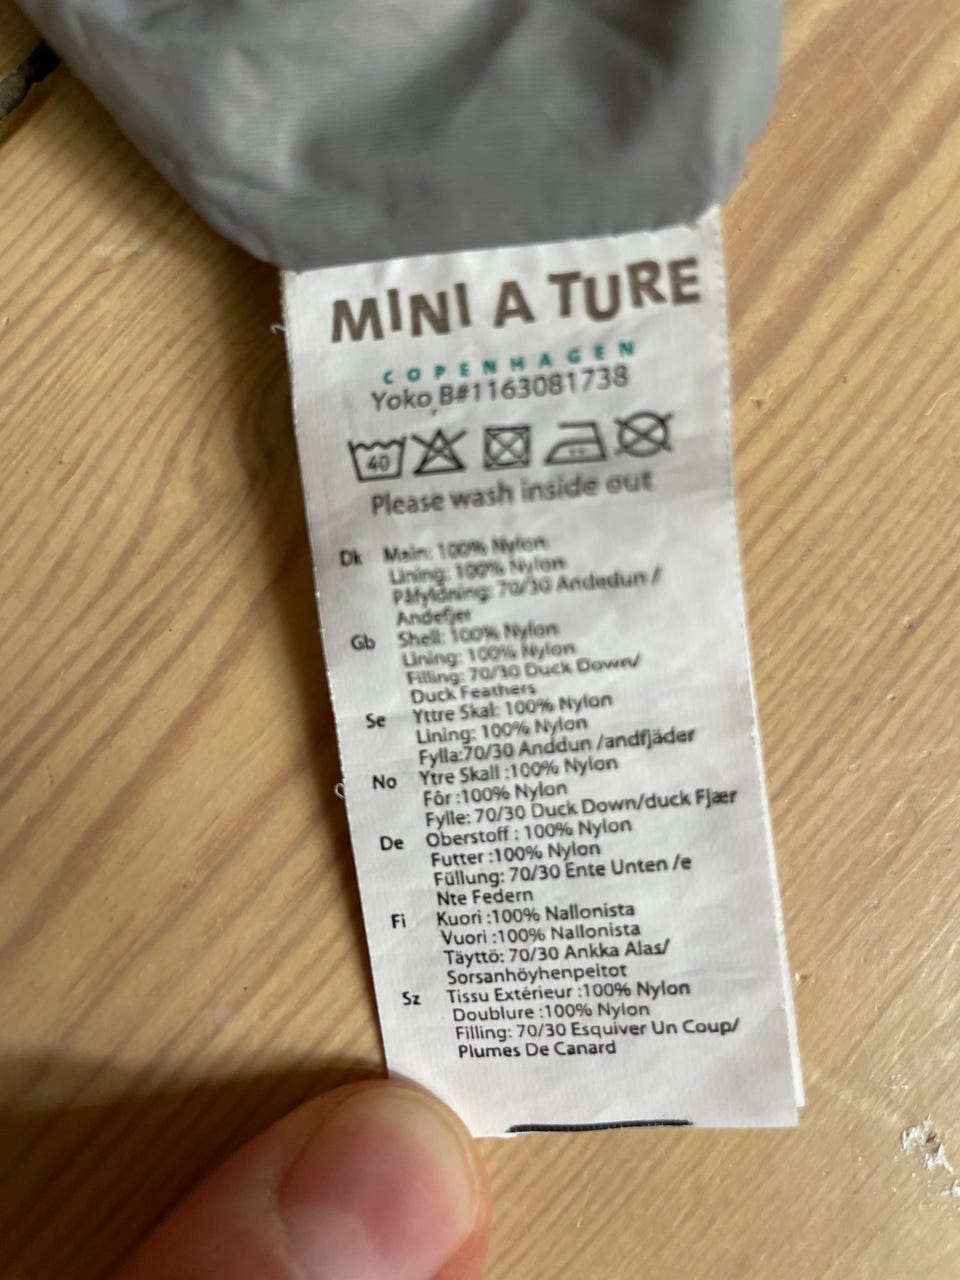 MINI A TURE
COPENHAGEN
Yoko,B#1163081738
40
Please wash inside out
Dk Main: 100% Nylon
Lining: 100% Nylon
Påfyldning: 70/30 Andedun /
Andefjer
Gb Shell: 100% Nylon
Lining: 100% Nylon
Filling: 70/30 Duck Down/
Duck Feathers
Se Yttre Skal: 100% Nylon
Lining: 100% Nylon
Fylla:70/30 Anddun /andfjäder
No Ytre Skall :100% Nylon
Fôr :100% Nylon
Fylle: 70/30 Duck Down/duck Fjær
De Oberstoff : 100% Nylon
Futter :100% Nylon
Füllung: 70/30 Ente Unten /e
Nte Federn
Fi Kuori :100% Nallonista
Vuori :100% Nallonista
Täyttö: 70/30 Ankka Alas/
Sorsanhöyhenpeitot
Sz Tissu Extérieur :100% Nylon
Doublure :100% Nylon
Filling: 70/30 Esquiver Un Coup/
Plumes De Canard